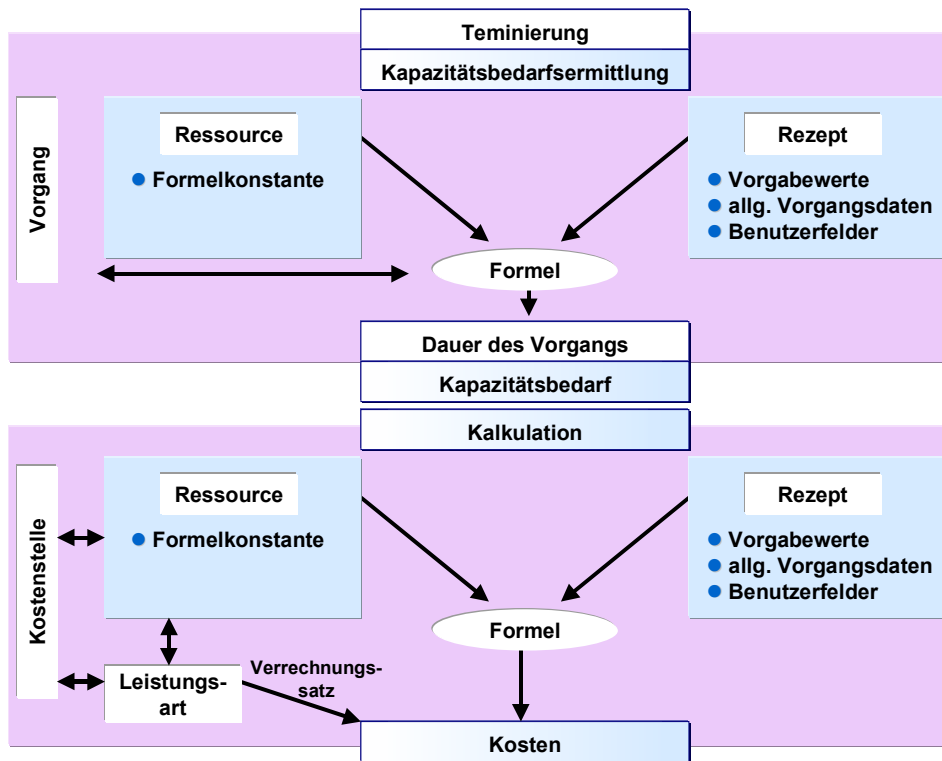 Teminierung
Kapazitätsbedarfsermittlung
Vorgang
Ressource
Formelkonstante
Rezept
Vorgabewerte
allg. Vorgangsdaten
Benutzerfelder
Formel
Dauer des Vorgangs
Kapazitätsbedarf
Kalkulation
Kostenstelle
Ressource
Formelkonstante
Rezept
Vorgabewerte
allg. Vorgangsdaten
Benutzerfelder
Formel
Leistungs-
art
Verrechnungs-
satz
Kosten